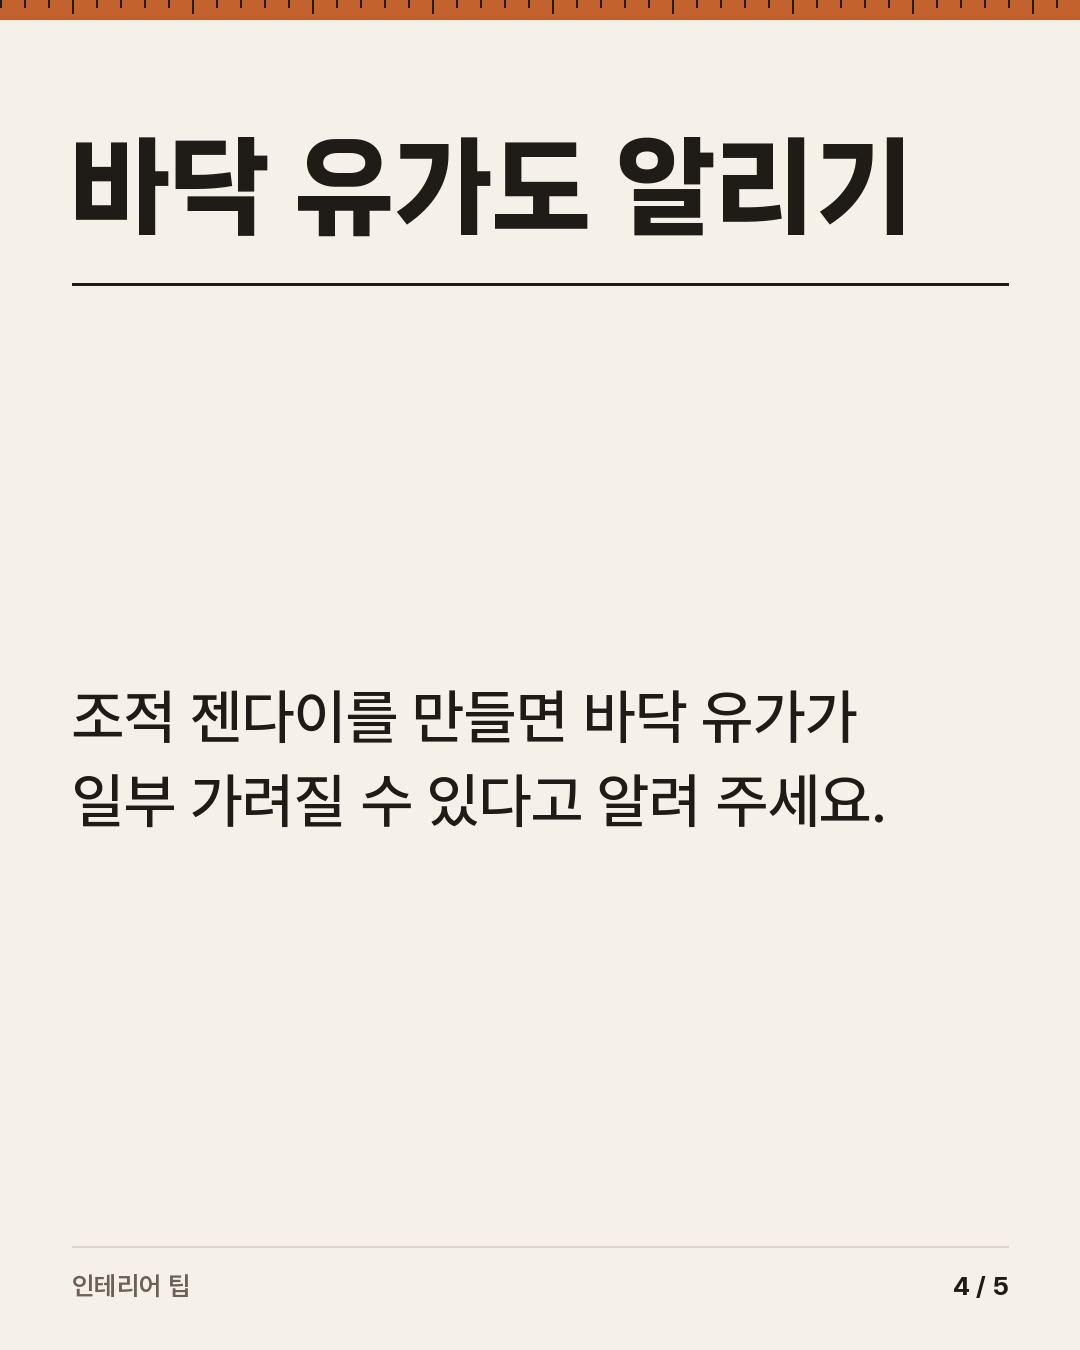 바닥 유가도 알리기
조적 젠다이를 만들면 바닥 유가가
일부 가려질 수 있다고 알려 주세요.
인테리어 팁
4 / 5